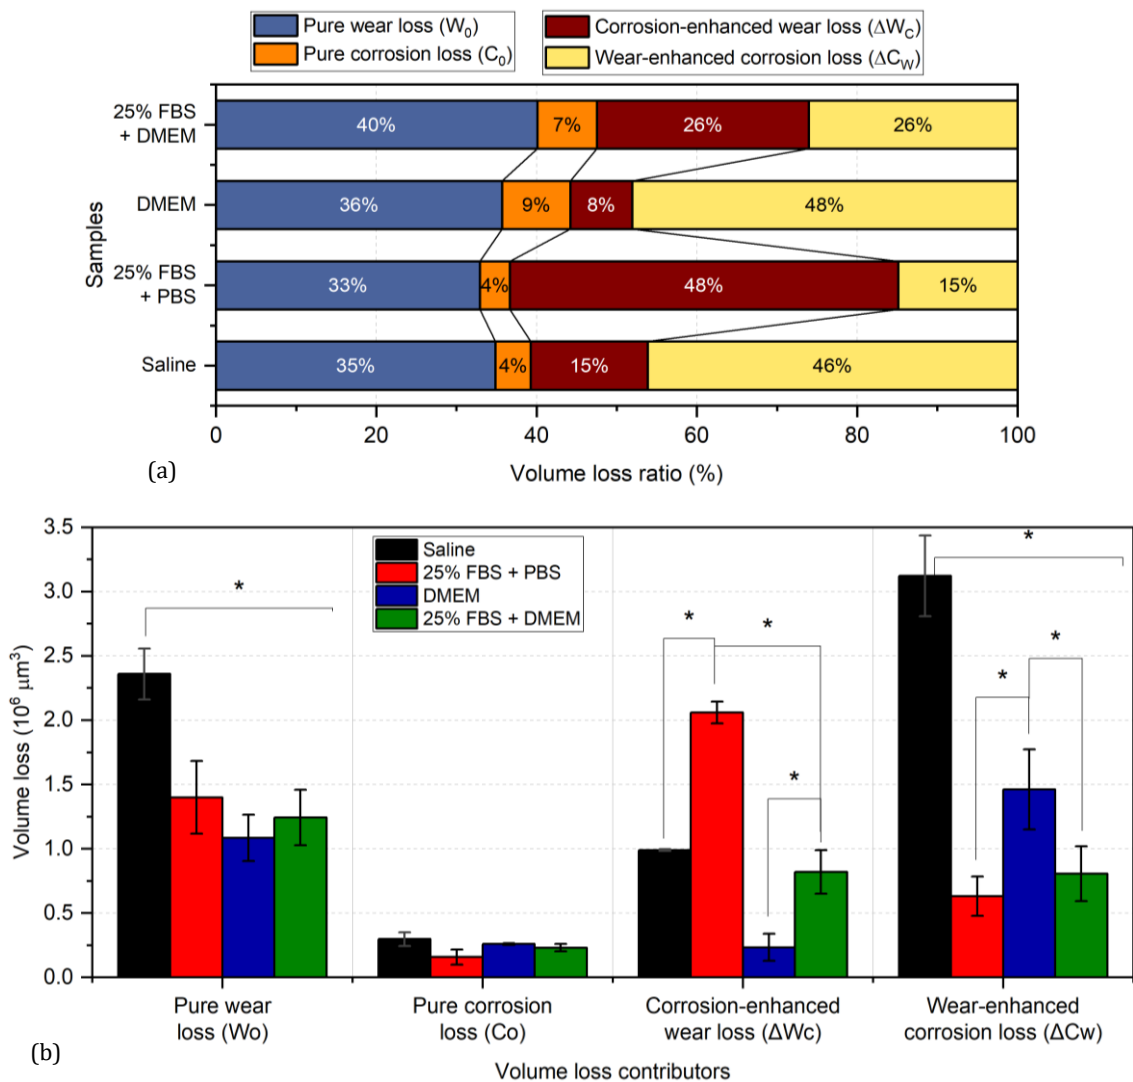 Pure wear loss (W₀)
Pure corrosion loss (C₀)
Corrosion-enhanced wear loss (ΔW_C)
Wear-enhanced corrosion loss (ΔC_W)
Samples
25% FBS
+ DMEM
40%
7%
26%
26%
DMEM
36%
9%
8%
48%
25% FBS
+ PBS
33%
4%
48%
15%
Saline
35%
4%
15%
46%
0
20
40
60
80
100
Volume loss ratio (%)
(a)
Volume loss (10⁶ µm³)
3.5
3.0
2.5
2.0
1.5
1.0
0.5
0.0
Saline
25% FBS + PBS
DMEM
25% FBS + DMEM
*
*
*
*
*
*
*
Pure wear
loss (Wo)
Pure corrosion
loss (Co)
Corrosion-enhanced
wear loss (ΔWc)
Wear-enhanced
corrosion loss (ΔCw)
Volume loss contributors
(b)